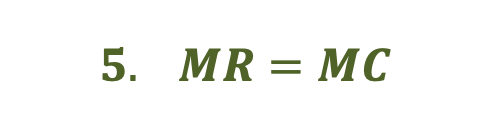 5. MR = MC